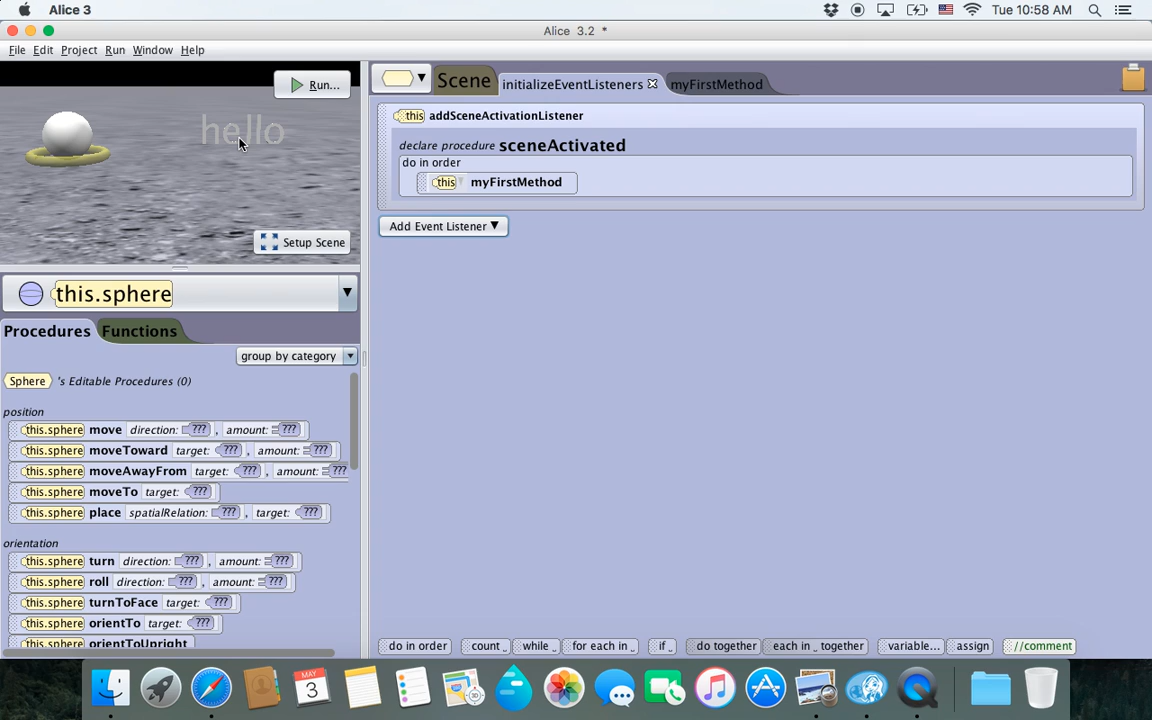 Alice 3
Tue 10:58 AM
Alice 3.2 *
File Edit Project Run Window Help
Run...
hello
Setup Scene
this.sphere
Procedures Functions
group by category
Sphere 's Editable Procedures (0)
position
this.sphere move direction: ??? , amount: ???
this.sphere moveToward target: ??? , amount: ???
this.sphere moveAwayFrom target: ??? , amount: ???
this.sphere moveTo target: ???
this.sphere place spatialRelation: ??? , target: ???
orientation
this.sphere turn direction: ??? , amount: ???
this.sphere roll direction: ??? , amount: ???
this.sphere turnToFace target: ???
this.sphere orientTo target: ???
this.sphere orientToUpright
Scene initializeEventListeners myFirstMethod
this addSceneActivationListener
declare procedure sceneActivated
do in order
this myFirstMethod
Add Event Listener
do in order count _ while _ for each in _ if _ do together each in _ together variable... assign //comment
MAY
3